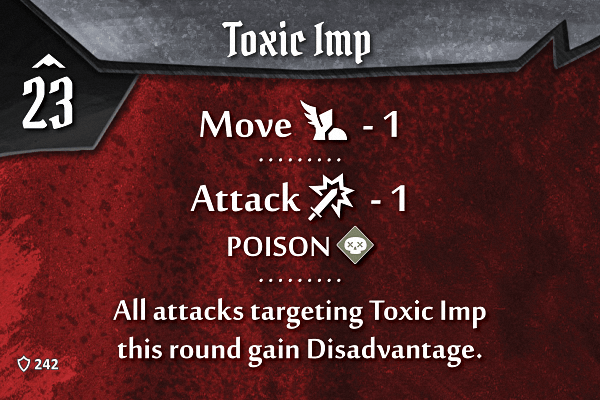 Toxic Imp
23
Move - 1
Attack - 1
POISON
All attacks targeting Toxic Imp
this round gain Disadvantage.
242